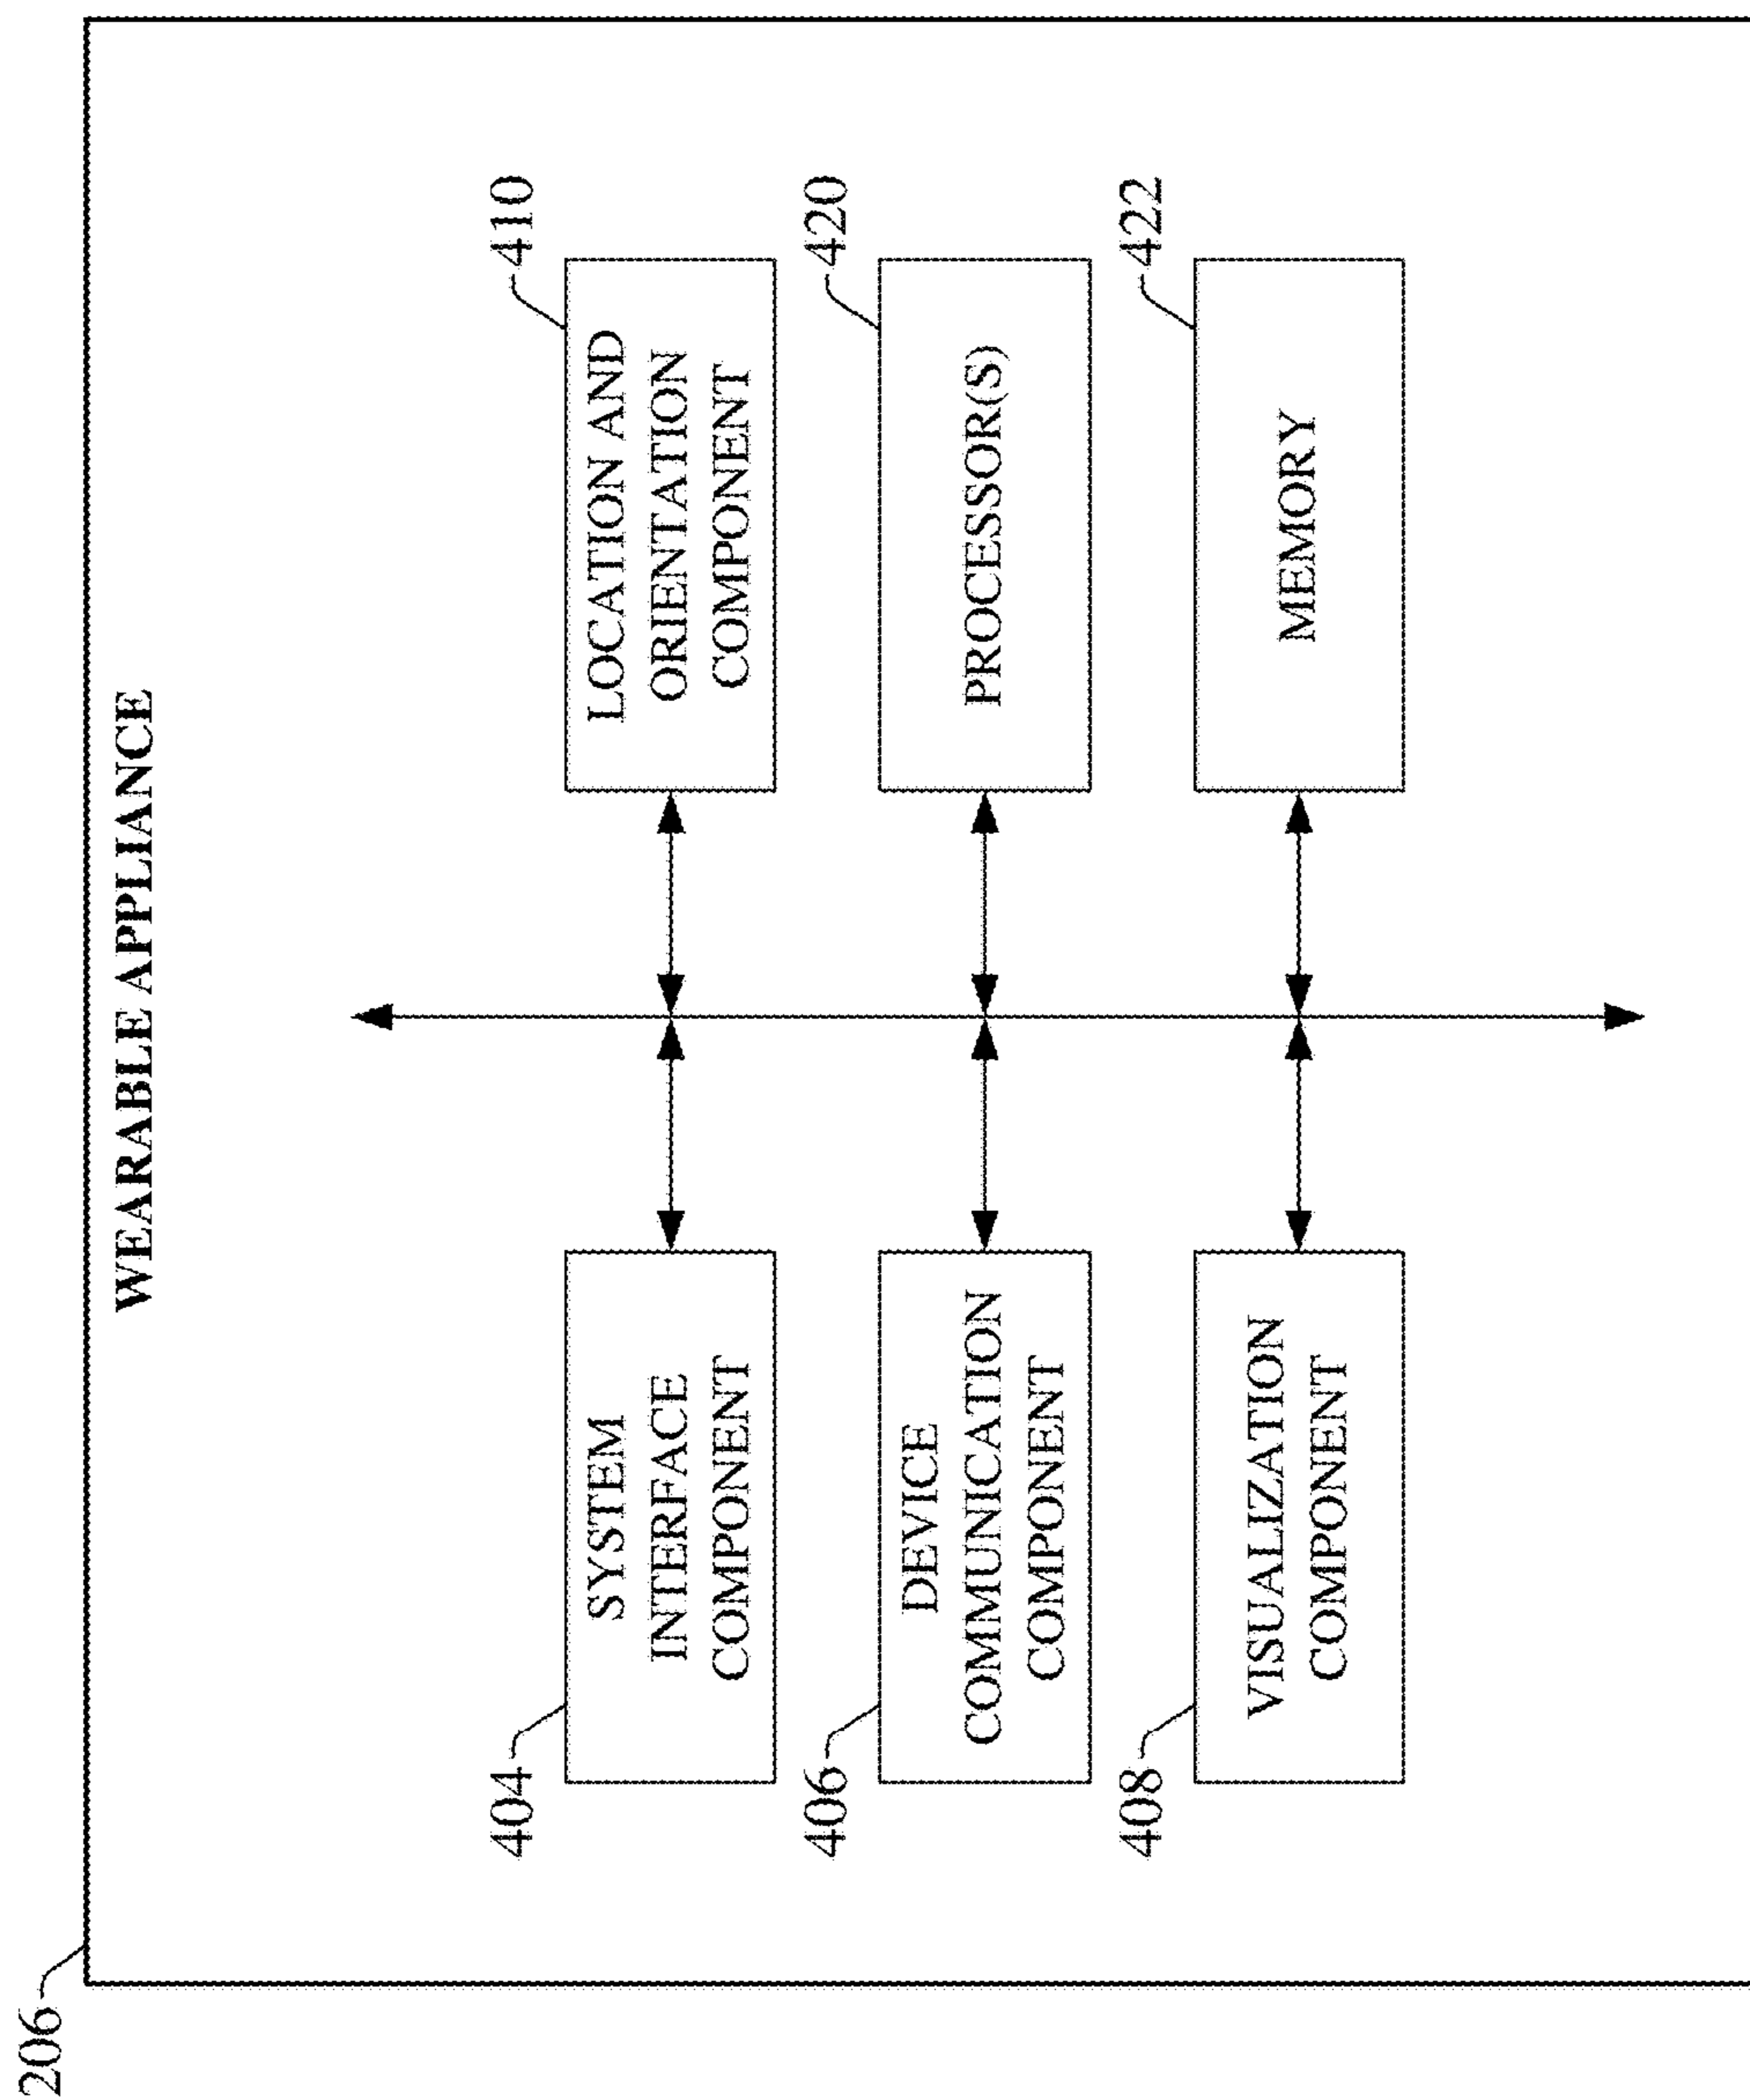 206
WEARABLE APPLIANCE
404
SYSTEM
INTERFACE
COMPONENT
410
LOCATION AND
ORIENTATION
COMPONENT
406
DEVICE
COMMUNICATION
COMPONENT
420
PROCESSOR(S)
408
VISUALIZATION
COMPONENT
422
MEMORY